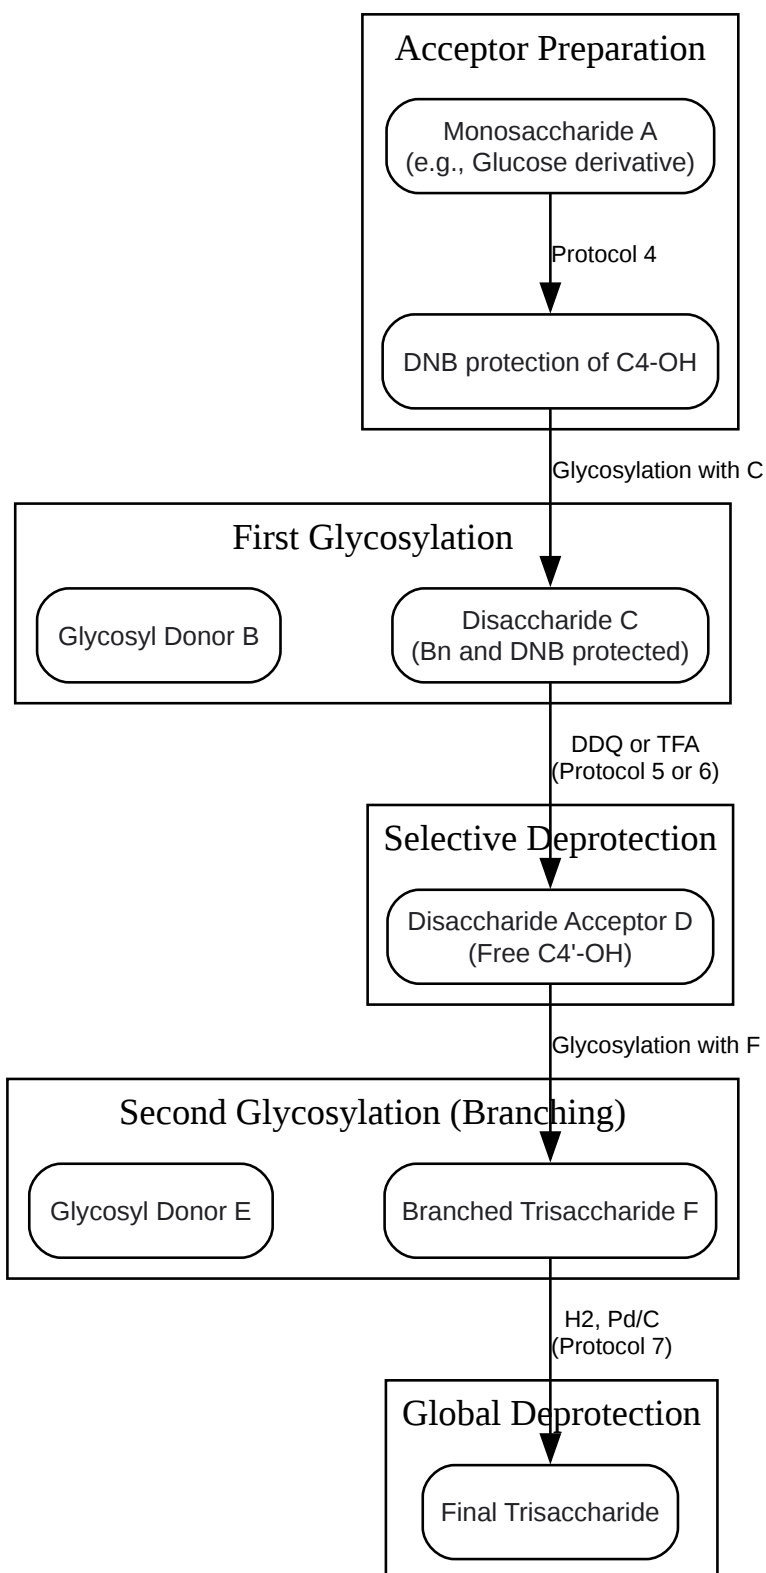 Acceptor Preparation
Monosaccharide A
(e.g., Glucose derivative)
Protocol 4
DNB protection of C4-OH
Glycosylation with C
First Glycosylation
Glycosyl Donor B
Disaccharide C
(Bn and DNB protected)
DDQ or TFA
(Protocol 5 or 6)
Selective Deprotection
Disaccharide Acceptor D
(Free C4'-OH)
Glycosylation with F
Second Glycosylation (Branching)
Glycosyl Donor E
Branched Trisaccharide F
H2, Pd/C
(Protocol 7)
Global Deprotection
Final Trisaccharide